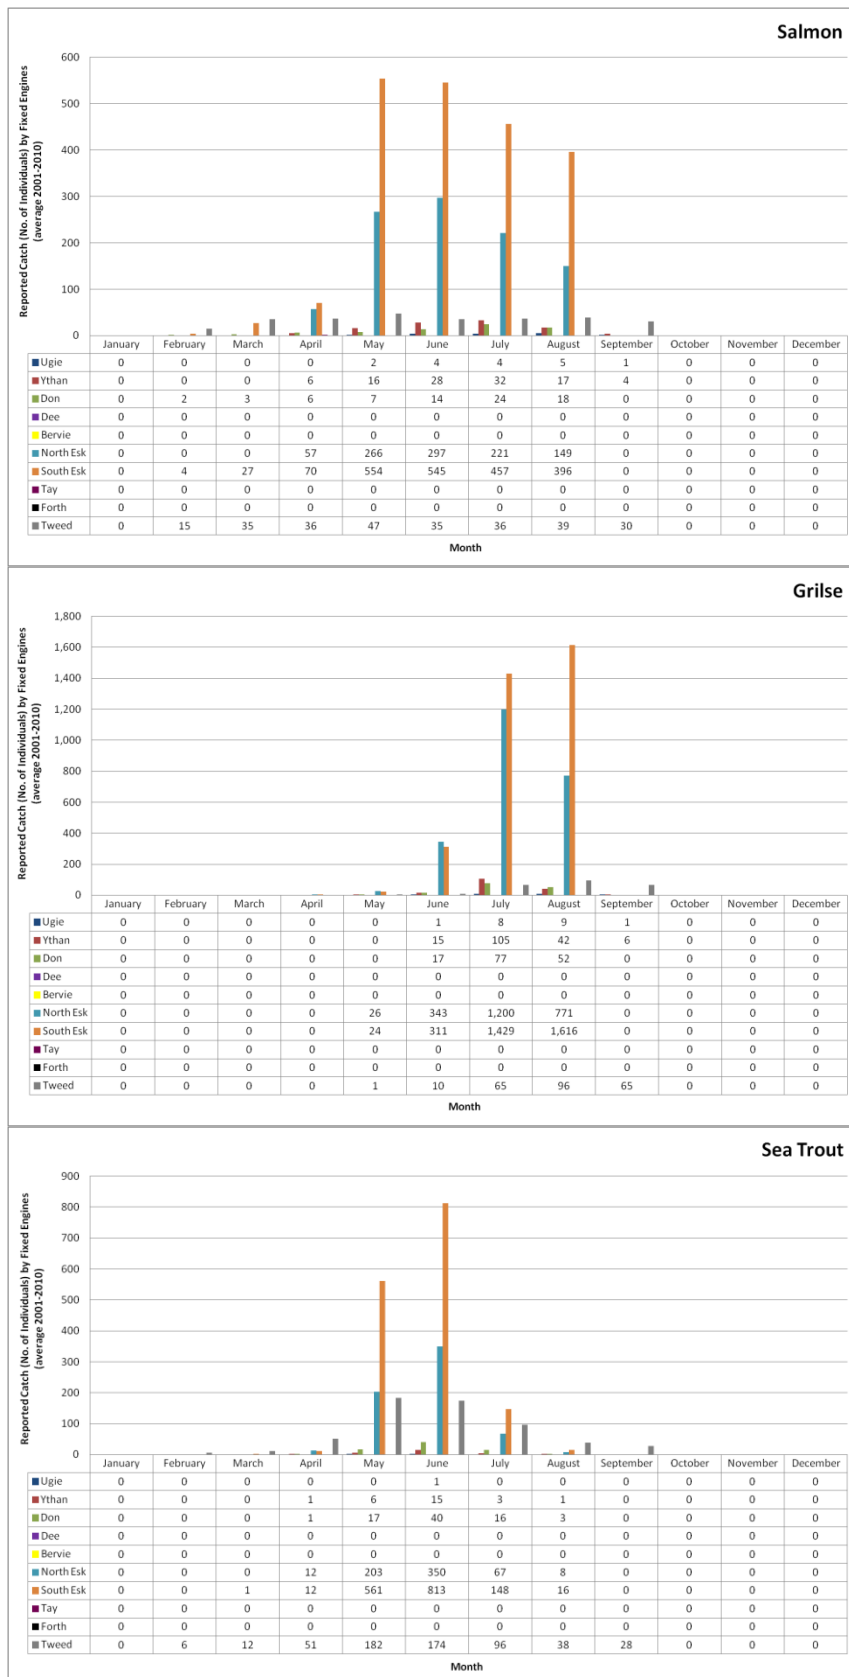 Salmon
Reported Catch (No. of Individuals) by Fixed Engines
(average 2001-2010)
600
500
400
300
200
100
0
January February March April May June July August September October November December
Ugie 0 0 0 0 2 4 4 5 1 0 0 0
Ythan 0 0 0 6 16 28 32 17 4 0 0 0
Don 0 2 3 6 7 14 24 18 0 0 0 0
Dee 0 0 0 0 0 0 0 0 0 0 0 0
Bervie 0 0 0 0 0 0 0 0 0 0 0 0
North Esk 0 0 0 57 266 297 221 149 0 0 0 0
South Esk 0 4 27 70 554 545 457 396 0 0 0 0
Tay 0 0 0 0 0 0 0 0 0 0 0 0
Forth 0 0 0 0 0 0 0 0 0 0 0 0
Tweed 0 15 35 36 47 35 36 39 30 0 0 0
Month
Grilse
Reported Catch (No. of Individuals) by Fixed Engines
(average 2001-2010)
1,800
1,600
1,400
1,200
1,000
800
600
400
200
0
January February March April May June July August September October November December
Ugie 0 0 0 0 0 1 8 9 1 0 0 0
Ythan 0 0 0 0 0 15 105 42 6 0 0 0
Don 0 0 0 0 0 17 77 52 0 0 0 0
Dee 0 0 0 0 0 0 0 0 0 0 0 0
Bervie 0 0 0 0 0 0 0 0 0 0 0 0
North Esk 0 0 0 0 26 343 1,200 771 0 0 0 0
South Esk 0 0 0 0 24 311 1,429 1,616 0 0 0 0
Tay 0 0 0 0 0 0 0 0 0 0 0 0
Forth 0 0 0 0 0 0 0 0 0 0 0 0
Tweed 0 0 0 0 1 10 65 96 65 0 0 0
Month
Sea Trout
Reported Catch (No. of Individuals) by Fixed Engines
(average 2001-2010)
900
800
700
600
500
400
300
200
100
0
January February March April May June July August September October November December
Ugie 0 0 0 0 0 1 0 0 0 0 0 0
Ythan 0 0 0 1 6 15 3 1 0 0 0 0
Don 0 0 0 1 17 40 16 3 0 0 0 0
Dee 0 0 0 0 0 0 0 0 0 0 0 0
Bervie 0 0 0 0 0 0 0 0 0 0 0 0
North Esk 0 0 0 12 203 350 67 8 0 0 0 0
South Esk 0 0 1 12 561 813 148 16 0 0 0 0
Tay 0 0 0 0 0 0 0 0 0 0 0 0
Forth 0 0 0 0 0 0 0 0 0 0 0 0
Tweed 0 6 12 51 182 174 96 38 28 0 0 0
Month